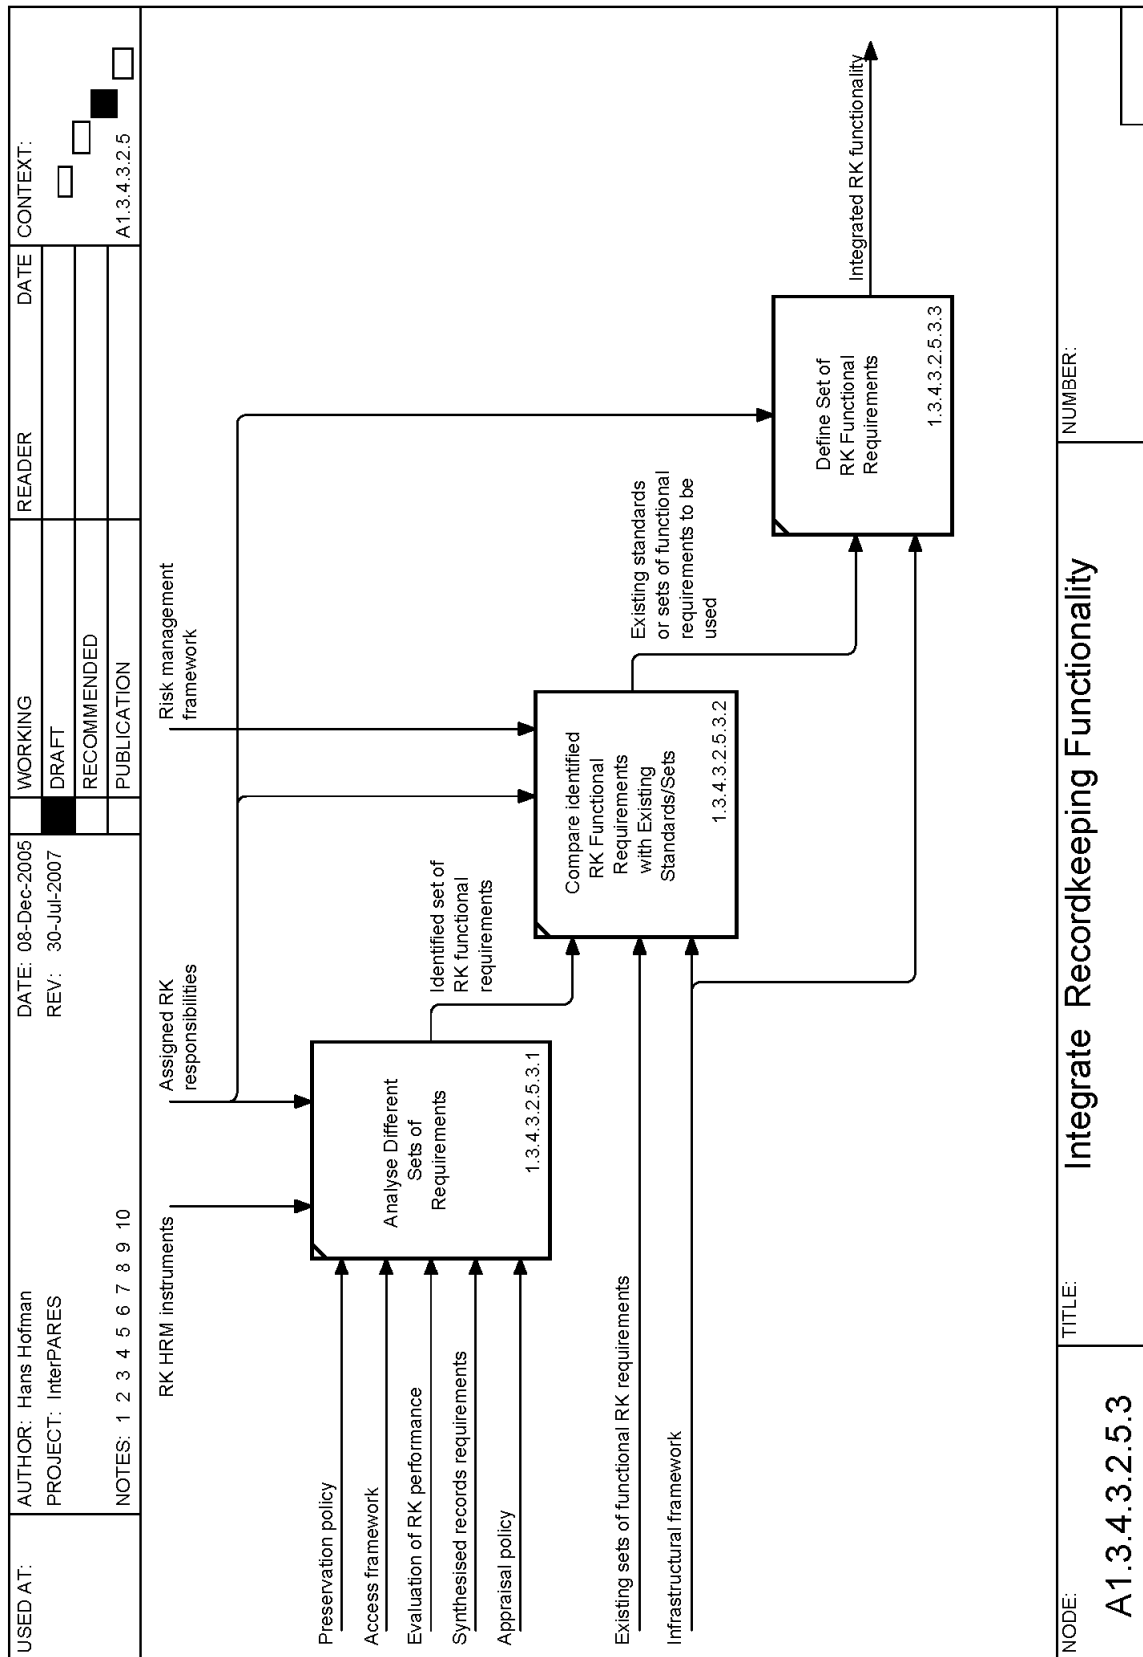 USED AT:
AUTHOR: Hans Hofman
PROJECT: InterPARES
NOTES: 1 2 3 4 5 6 7 8 9 10
DATE: 08-Dec-2005
REV: 30-Jul-2007
WORKING
DRAFT
RECOMMENDED
PUBLICATION
READER
DATE
CONTEXT:
A1.3.4.3.2.5
RK HRM instruments
Assigned RK
responsibilities
Risk management
framework
Preservation policy
Access framework
Evaluation of RK performance
Synthesised records requirements
Appraisal policy
Analyse Different
Sets of
Requirements
1.3.4.3.2.5.3.1
Identified set of
RK functional
requirements
Existing sets of functional RK requirements
Infrastructural framework
Compare identified
RK Functional
Requirements
with Existing
Standards/Sets
1.3.4.3.2.5.3.2
Existing standards
or sets of functional
requirements to be
used
Define Set of
RK Functional
Requirements
1.3.4.3.2.5.3.3
Integrated RK functionality
NODE:
A1.3.4.3.2.5.3
TITLE:
Integrate Recordkeeping Functionality
NUMBER: